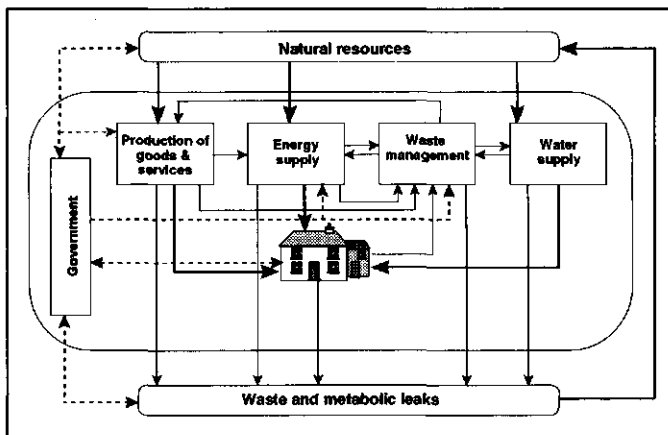 Natural resources
Production of
goods &
services
Energy
supply
Waste
management
Water
supply
Government
Waste and metabolic leaks